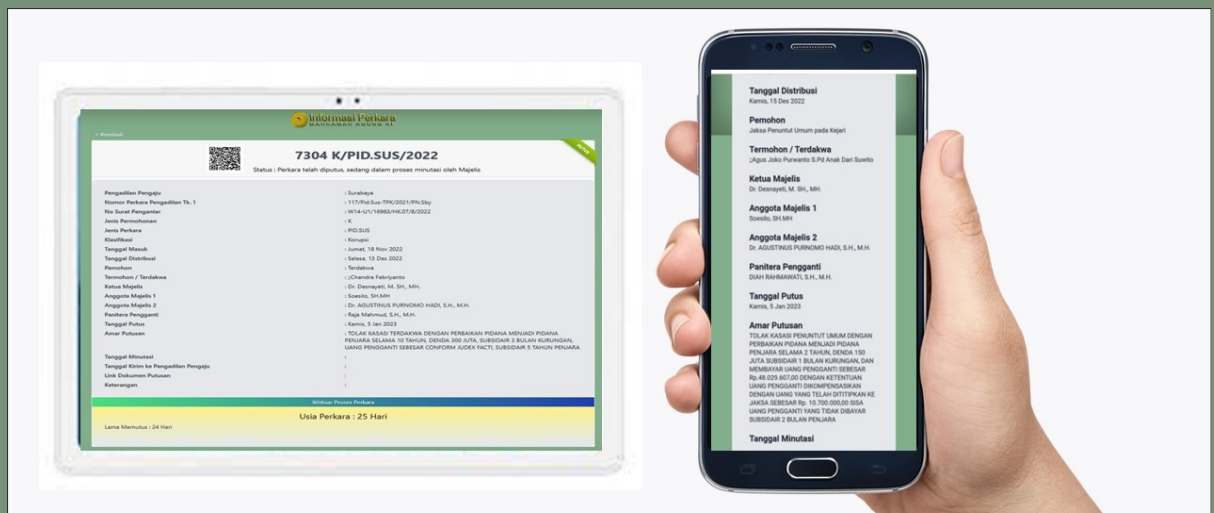 Informasi Perkara
MAHKAMAH AGUNG RI
« Kembali
PUTUS
7304 K/PID.SUS/2022
Status : Perkara telah diputus, sedang dalam proses minutasi oleh Majelis
Pengadilan Pengaju : Surabaya
Nomor Perkara Pengadilan Tk. 1 : 117/Pid.Sus-TPK/2021/PN.Sby
No Surat Pengantar : W14-U1/16963/HK.07/8/2022
Jenis Permohonan : K
Jenis Perkara : PID.SUS
Klasifikasi : Korupsi
Tanggal Masuk : Jumat, 18 Nov 2022
Tanggal Distribusi : Selasa, 13 Des 2022
Pemohon : Terdakwa
Termohon / Terdakwa : ;Chandra Febriyanto
Ketua Majelis : Dr. Desnayeti, M. SH., MH.
Anggota Majelis 1 : Soesilo, SH.MH
Anggota Majelis 2 : Dr. AGUSTINUS PURNOMO HADI, S.H., M.H.
Panitera Pengganti : Raja Mahmud, S.H., M.H.
Tanggal Putus : Kamis, 5 Jan 2023
Amar Putusan : TOLAK KASASI TERDAKWA DENGAN PERBAIKAN PIDANA MENJADI PIDANA
PENJARA SELAMA 10 TAHUN, DENDA 300 JUTA, SUBSIDAIR 3 BULAN KURUNGAN,
UANG PENGGANTI SEBESAR CONFORM JUDEX FACTI, SUBSIDAIR 5 TAHUN PENJARA
Tanggal Minutasi :
Tanggal Kirim ke Pengadilan Pengaju :
Link Dokumen Putusan :
Keterangan :
Ikhtisar Proses Perkara
Usia Perkara : 25 Hari
Lama Memutus : 24 Hari
Tanggal Distribusi
Kamis, 15 Des 2022
Pemohon
Jaksa Penuntut Umum pada Kejari
Termohon / Terdakwa
;Agus Joko Purwanto S.Pd Anak Dari Suwito
Ketua Majelis
Dr. Desnayeti, M. SH., MH.
Anggota Majelis 1
Soesilo, SH.MH
Anggota Majelis 2
Dr. AGUSTINUS PURNOMO HADI, S.H., M.H.
Panitera Pengganti
DIAH RAHMAWATI, S.H., M.H.
Tanggal Putus
Kamis, 5 Jan 2023
Amar Putusan
TOLAK KASASI PENUNTUT UMUM DENGAN
PERBAIKAN PIDANA MENJADI PIDANA
PENJARA SELAMA 2 TAHUN, DENDA 150
JUTA SUBSIDAIR 1 BULAN KURUNGAN, DAN
MEMBAYAR UANG PENGGANTI SEBESAR
Rp.48.029.607,00 DENGAN KETENTUAN
UANG PENGGANTI DIKOMPENSASIKAN
DENGAN UANG YANG TELAH DITITIPKAN KE
JAKSA SEBESAR Rp. 10.700.000,00 SISA
UANG PENGGANTI YANG TIDAK DIBAYAR
SUBSIDAIR 2 BULAN PENJARA
Tanggal Minutasi